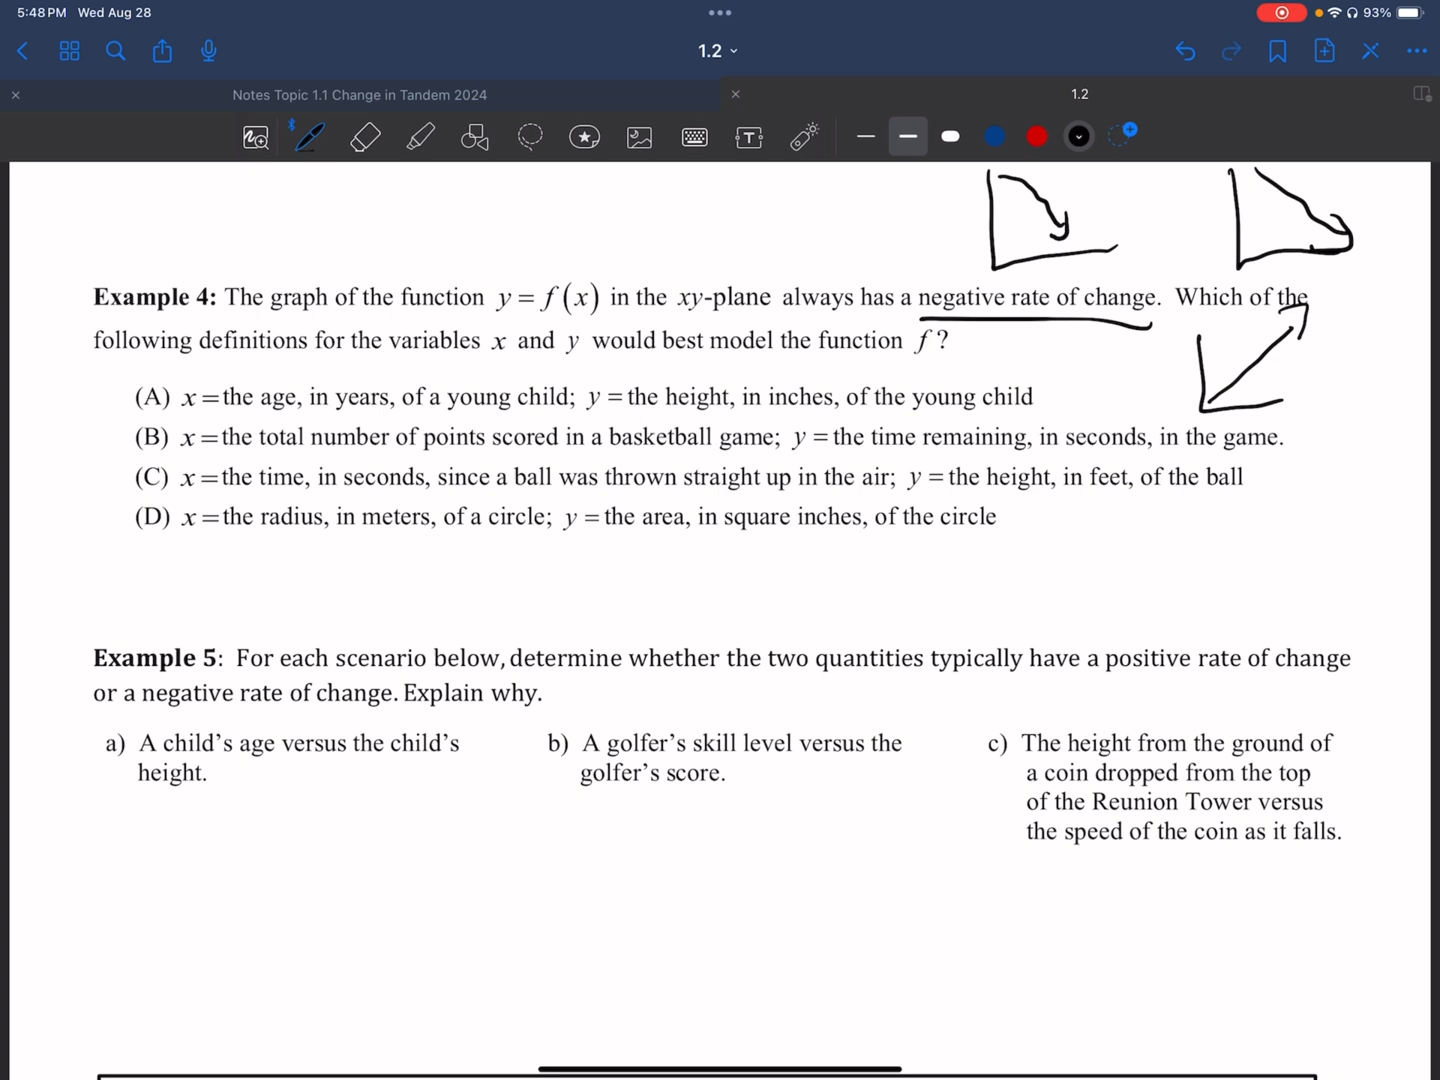 5:48 PM Wed Aug 28
93%
1.2
Notes Topic 1.1 Change in Tandem 2024
1.2
Example 4: The graph of the function y = f(x) in the xy-plane always has a negative rate of change. Which of the
following definitions for the variables x and y would best model the function f ?
(A) x = the age, in years, of a young child; y = the height, in inches, of the young child
(B) x = the total number of points scored in a basketball game; y = the time remaining, in seconds, in the game.
(C) x = the time, in seconds, since a ball was thrown straight up in the air; y = the height, in feet, of the ball
(D) x = the radius, in meters, of a circle; y = the area, in square inches, of the circle
Example 5: For each scenario below, determine whether the two quantities typically have a positive rate of change
or a negative rate of change. Explain why.
a) A child's age versus the child's
height.
b) A golfer's skill level versus the
golfer's score.
c) The height from the ground of
a coin dropped from the top
of the Reunion Tower versus
the speed of the coin as it falls.